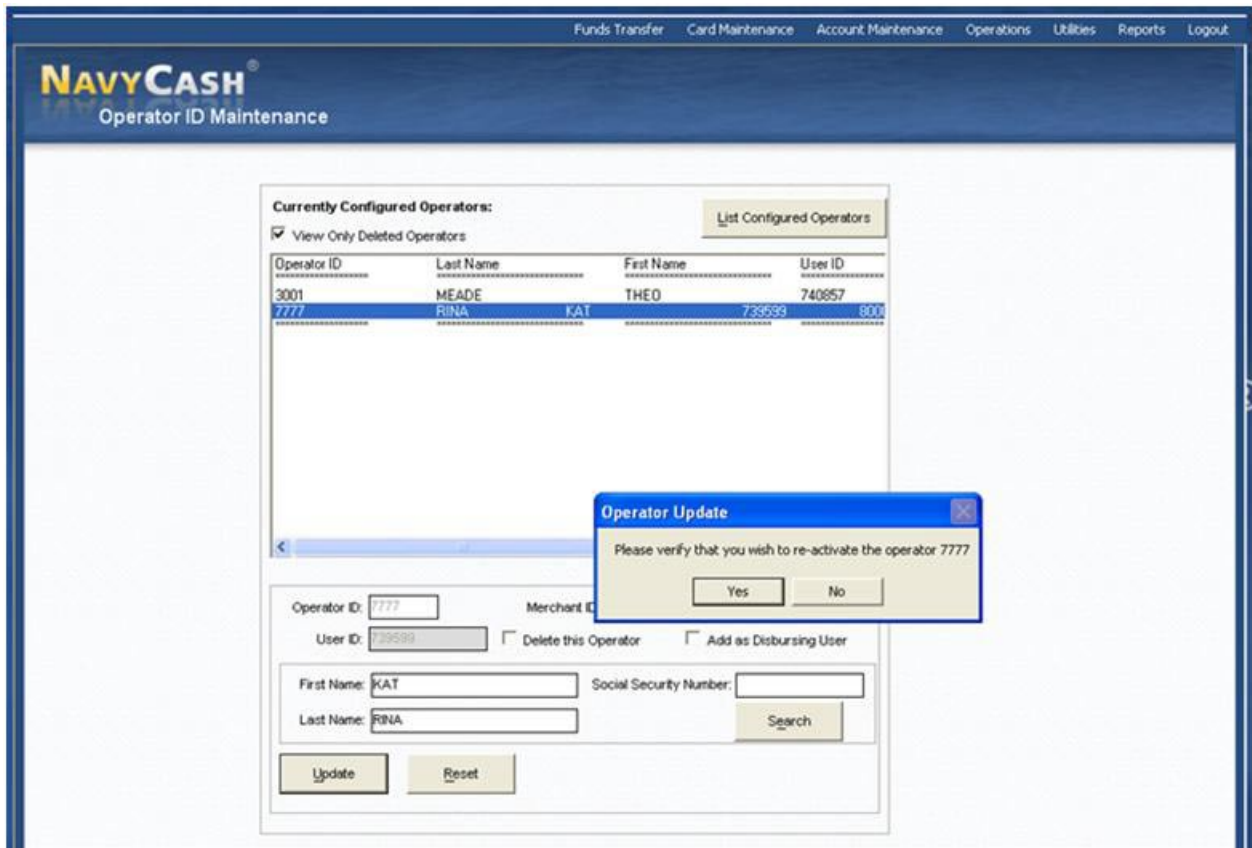 Funds Transfer Card Maintenance Account Maintenance Operations Utilities Reports Logout
NAVYCASH®
Operator ID Maintenance
Currently Configured Operators:
List Configured Operators
View Only Deleted Operators
Operator ID Last Name First Name User ID
3001 MEADE THEO 740857
7777 RINA KAT 739599
Operator Update
Please verify that you wish to re-activate the operator 7777
Yes No
Operator ID: 7777 Merchant
User ID: 739599 Delete this Operator Add as Disbursing User
First Name: KAT Social Security Number:
Last Name: RINA Search
Update Reset